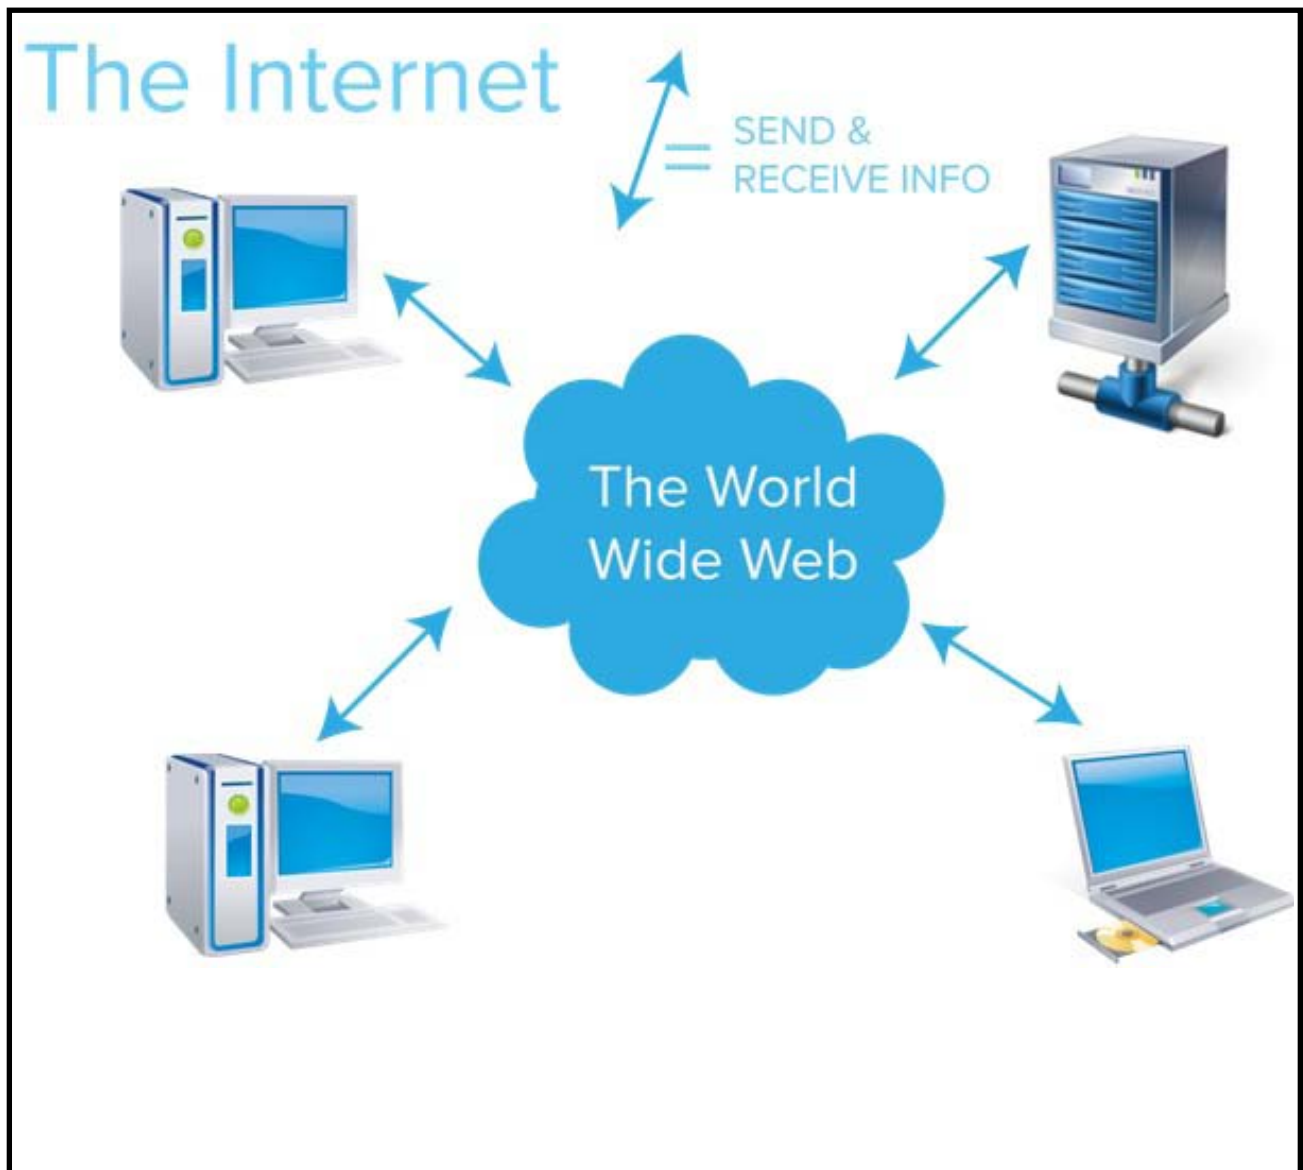 The Internet
=
SEND &
RECEIVE INFO
The World
Wide Web